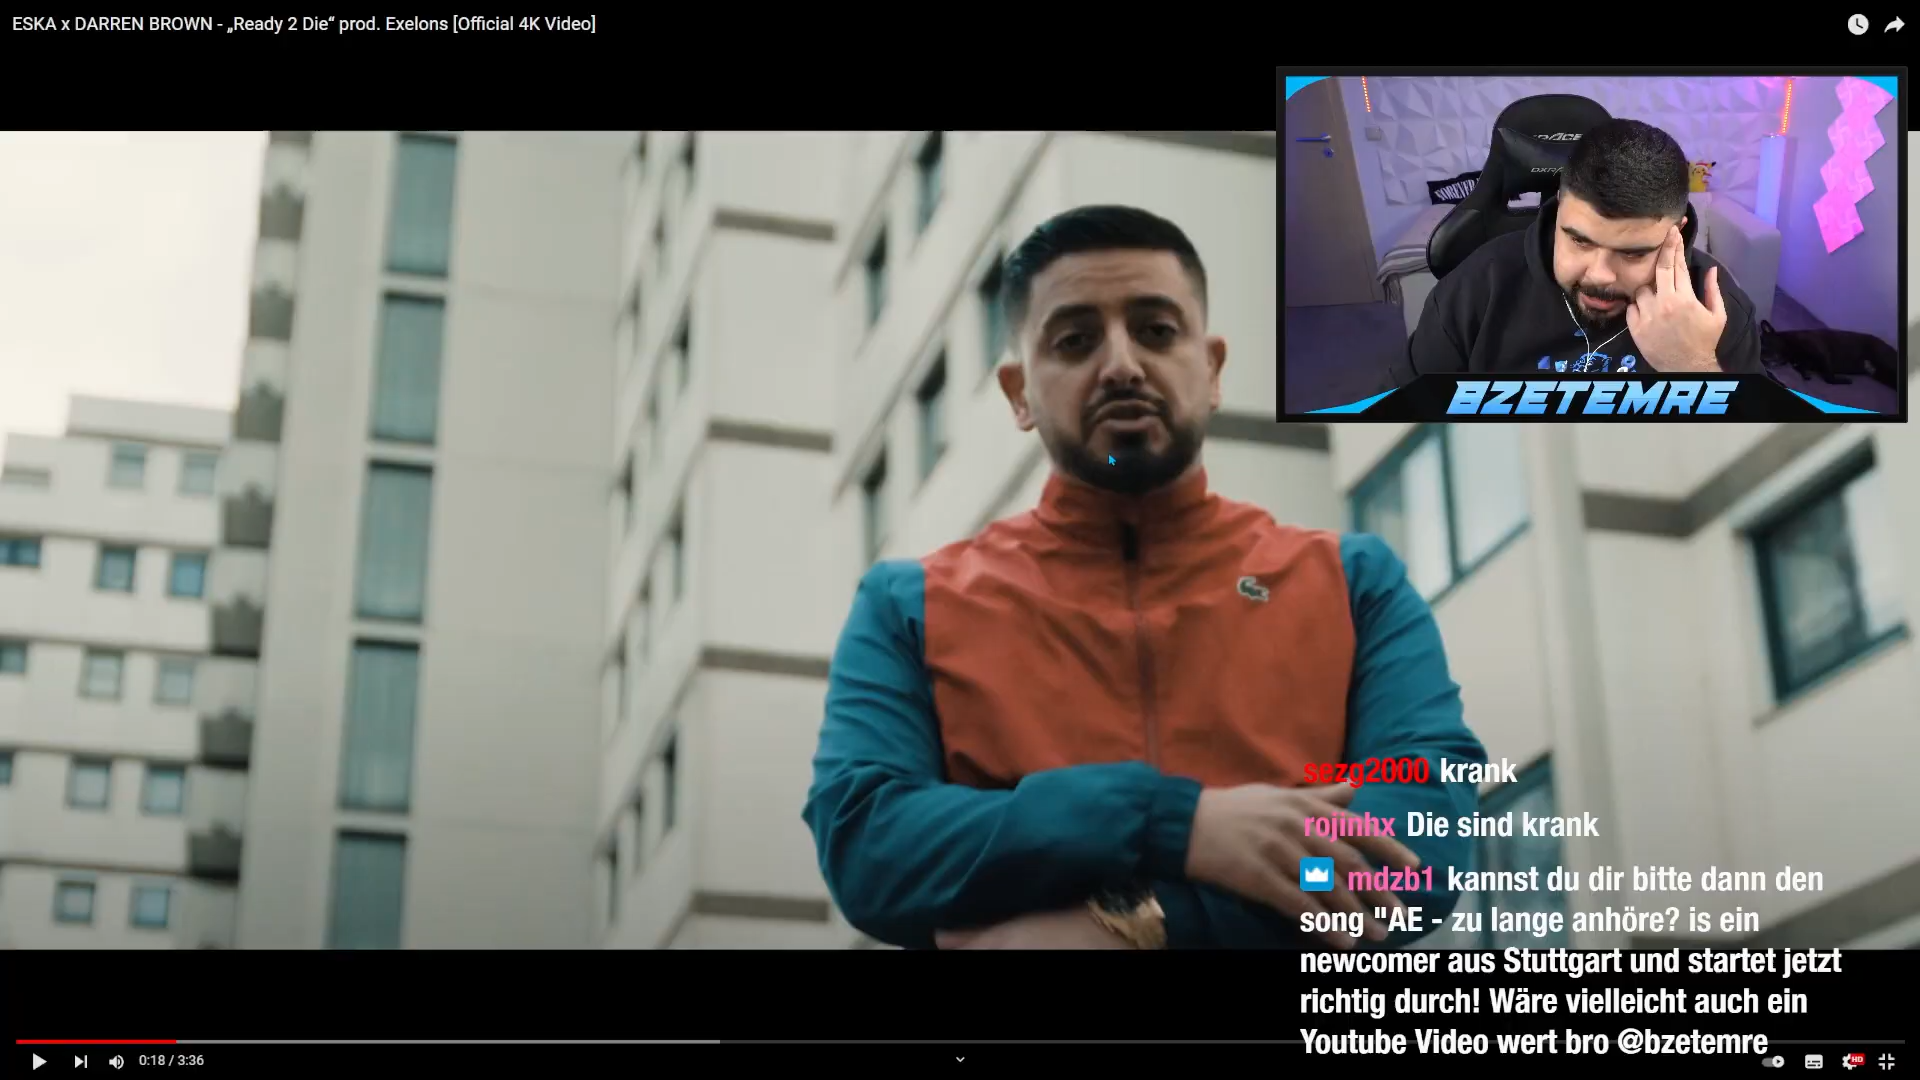 ESKA x DARREN BROWN - „Ready 2 Die“ prod. Exelons [Official 4K Video]
FOREVER
BZETEMRE
sezg2000 krank
rojinhx Die sind krank
mdzb1 kannst du dir bitte dann den
song "AE - zu lange anhöre? is ein
newcomer aus Stuttgart und startet jetzt
richtig durch! Wäre vielleicht auch ein
Youtube Video wert bro @bzetemre
0:18 / 3:36
HD